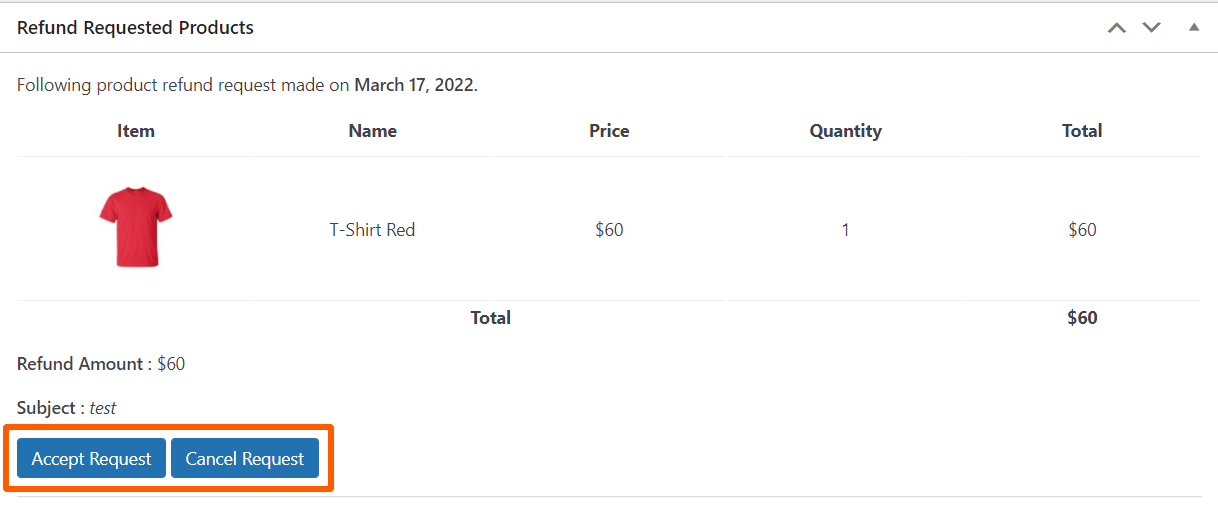 Refund Requested Products
Following product refund request made on March 17, 2022.
Item Name Price Quantity Total
T-Shirt Red $60 1 $60
Total $60
Refund Amount : $60
Subject : test
Accept Request Cancel Request